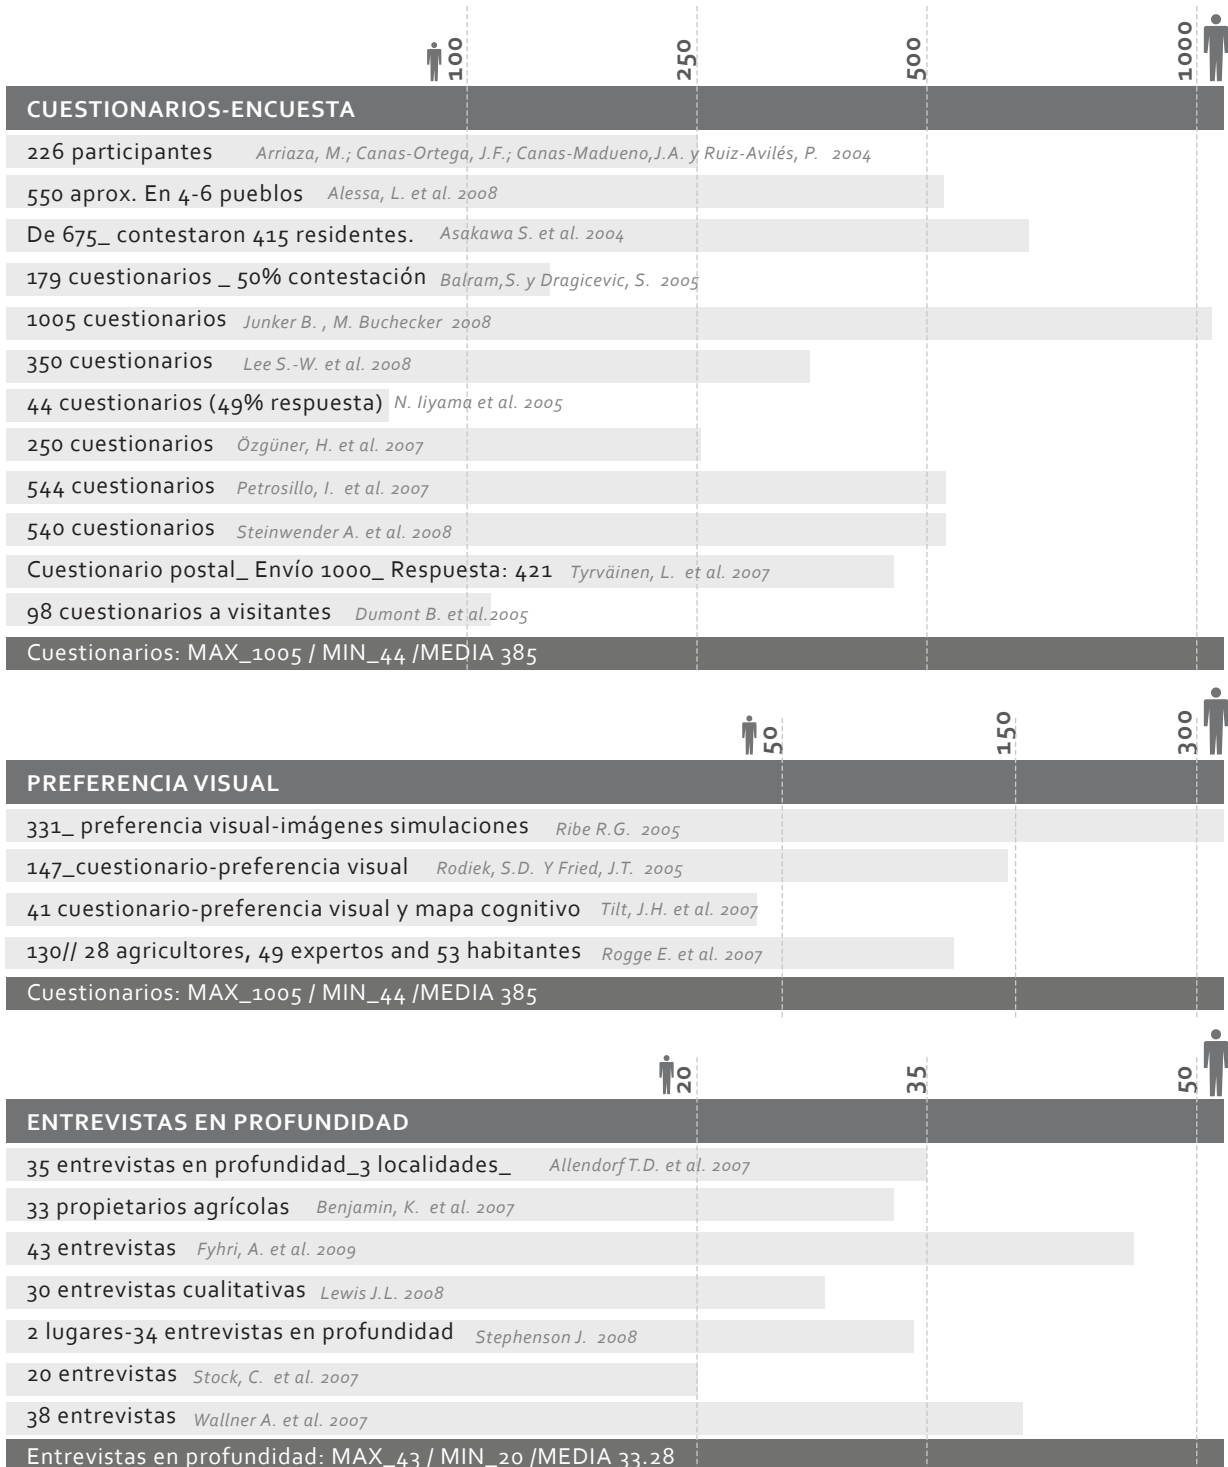 100 250 500 1000
CUESTIONARIOS-ENCUESTA
226 participantes Arriaza, M.; Canas-Ortega, J.F.; Canas-Madueno,J.A. y Ruiz-Avilés, P. 2004
550 aprox. En 4-6 pueblos Alessa, L. et al. 2008
De 675_ contestaron 415 residentes. Asakawa S. et al. 2004
179 cuestionarios _ 50% contestación Balram,S. y Dragicevic, S. 2005
1005 cuestionarios Junker B. , M. Buchecker 2008
350 cuestionarios Lee S.-W. et al. 2008
44 cuestionarios (49% respuesta) N. Iiyama et al. 2005
250 cuestionarios Özgüner, H. et al. 2007
544 cuestionarios Petrosillo, I. et al. 2007
540 cuestionarios Steinwender A. et al. 2008
Cuestionario postal_ Envío 1000_ Respuesta: 421 Tyrväinen, L. et al. 2007
98 cuestionarios a visitantes Dumont B. et al.2005
Cuestionarios: MAX_1005 / MIN_44 /MEDIA 385
50 150 300
PREFERENCIA VISUAL
331_ preferencia visual-imágenes simulaciones Ribe R.G. 2005
147_cuestionario-preferencia visual Rodiek, S.D. Y Fried, J.T. 2005
41 cuestionario-preferencia visual y mapa cognitivo Tilt, J.H. et al. 2007
130// 28 agricultores, 49 expertos and 53 habitantes Rogge E. et al. 2007
Cuestionarios: MAX_1005 / MIN_44 /MEDIA 385
20 35 50
ENTREVISTAS EN PROFUNDIDAD
35 entrevistas en profundidad_3 localidades_ Allendorf T.D. et al. 2007
33 propietarios agrícolas Benjamin, K. et al. 2007
43 entrevistas Fyhri, A. et al. 2009
30 entrevistas cualitativas Lewis J.L. 2008
2 lugares-34 entrevistas en profundidad Stephenson J. 2008
20 entrevistas Stock, C. et al. 2007
38 entrevistas Wallner A. et al. 2007
Entrevistas en profundidad: MAX_43 / MIN_20 /MEDIA 33.28